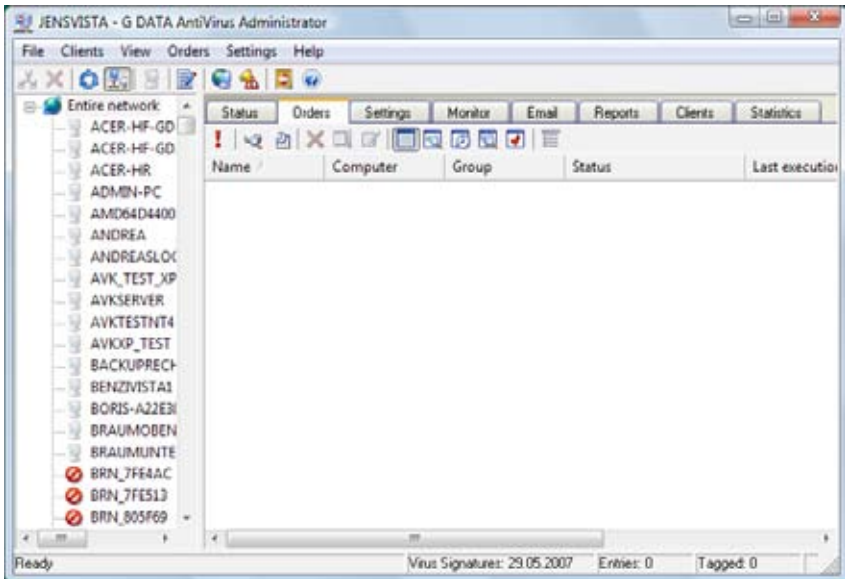 JENSVISTA - G DATA AntiVirus Administrator
File Clients View Orders Settings Help
Entire network
ACER-HF-GD
ACER-HF-GD
ACER-HR
ADMIN-PC
AMD64D4400
ANDREA
ANDREASLOC
AVK_TEST_XP
AVKSERVER
AVKTESTNT4
AVKXP_TEST
BACKUPRECH
BENZIVISTA1
BORIS-A22E3
BRAUMOBEN
BRAUMUNTE
BRN_7FE4AC
BRN_7FE513
BRN_805F69
Status Orders Settings Monitor Email Reports Clients Statistics
Name Computer Group Status Last execution
Ready Virus Signatures: 29.05.2007 Entries: 0 Tagged: 0